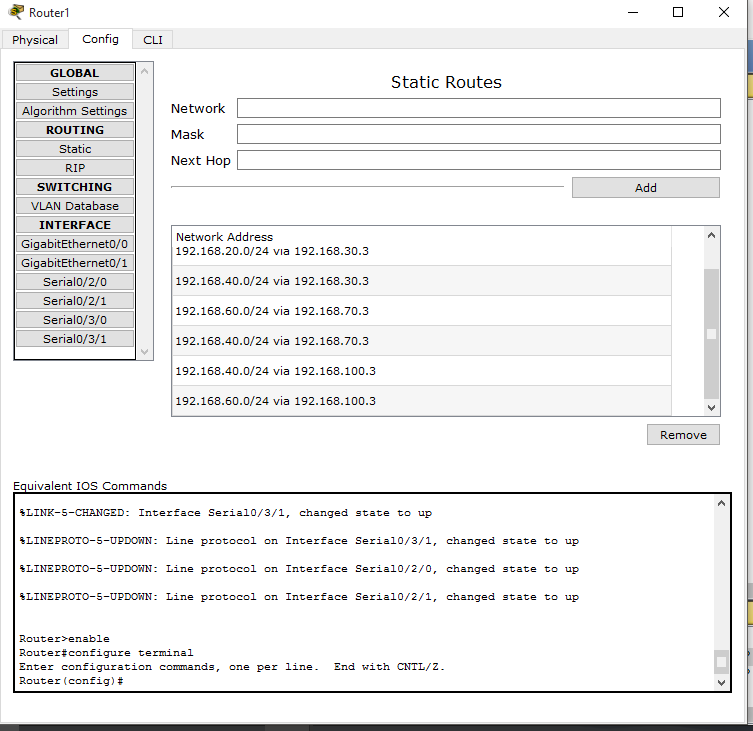 Router1
Physical Config CLI
GLOBAL
Settings
Algorithm Settings
ROUTING
Static
RIP
SWITCHING
VLAN Database
INTERFACE
GigabitEthernet0/0
GigabitEthernet0/1
Serial0/2/0
Serial0/2/1
Serial0/3/0
Serial0/3/1
Static Routes
Network
Mask
Next Hop
Add
Network Address
192.168.20.0/24 via 192.168.30.3
192.168.40.0/24 via 192.168.30.3
192.168.60.0/24 via 192.168.70.3
192.168.40.0/24 via 192.168.70.3
192.168.40.0/24 via 192.168.100.3
192.168.60.0/24 via 192.168.100.3
Remove
Equivalent IOS Commands
%LINK-5-CHANGED: Interface Serial0/3/1, changed state to up
%LINEPROTO-5-UPDOWN: Line protocol on Interface Serial0/3/1, changed state to up
%LINEPROTO-5-UPDOWN: Line protocol on Interface Serial0/2/0, changed state to up
%LINEPROTO-5-UPDOWN: Line protocol on Interface Serial0/2/1, changed state to up
Router>enable
Router#configure terminal
Enter configuration commands, one per line.  End with CNTL/Z.
Router(config)#